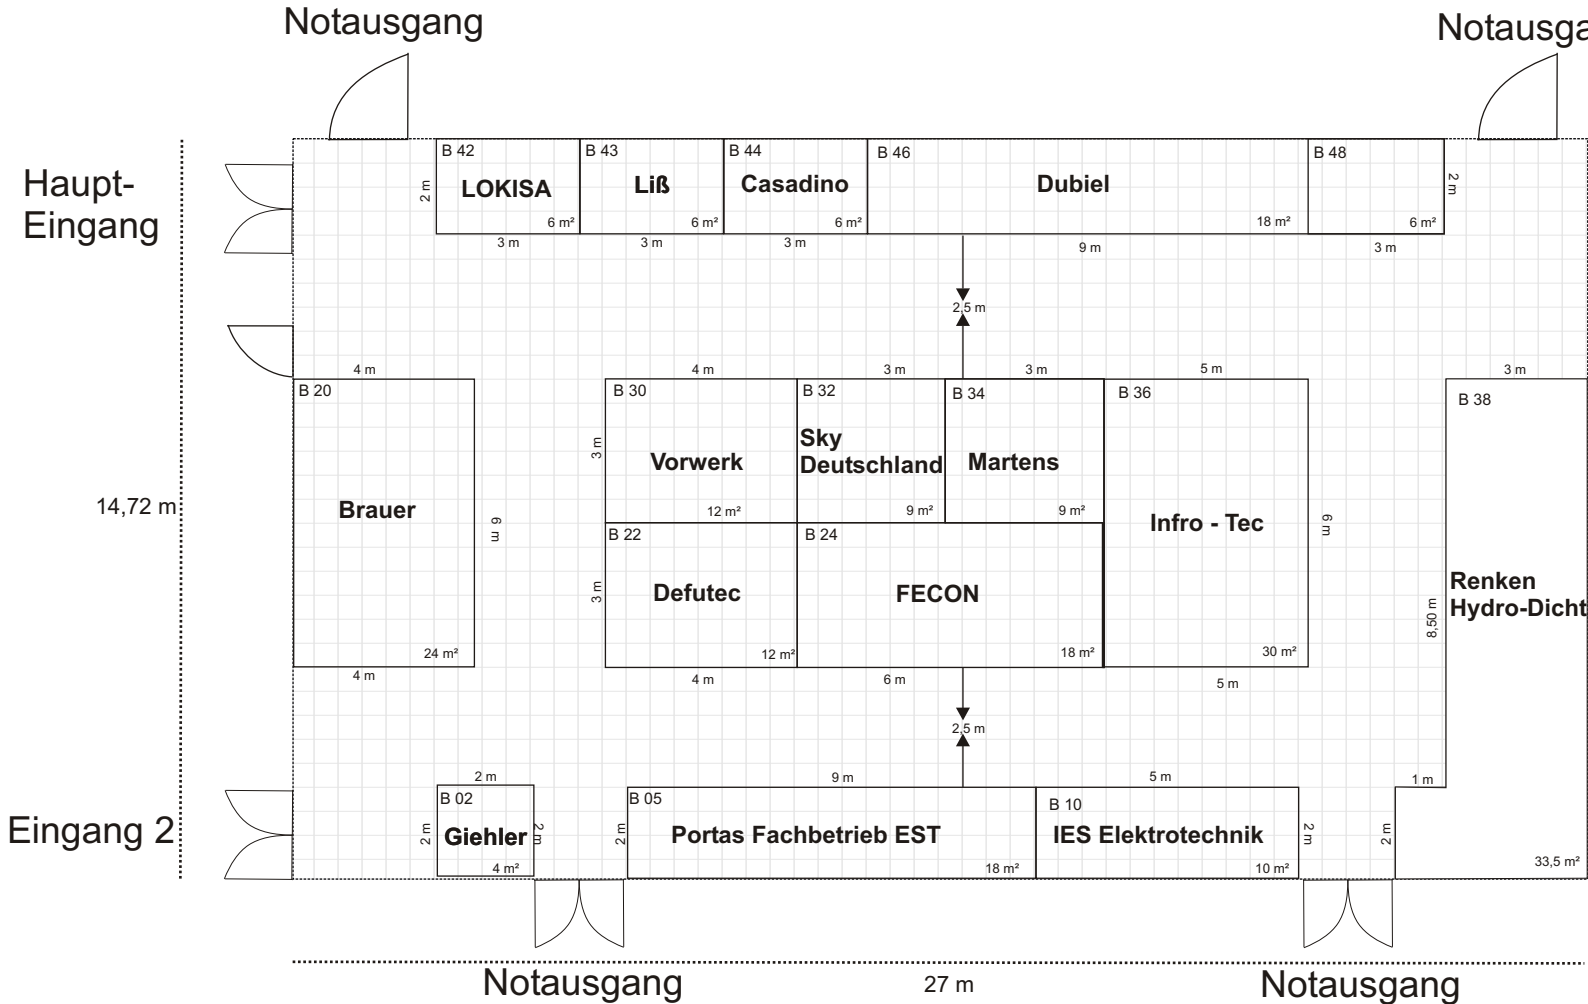 Notausgang
Notausga
Haupt-
Eingang
B 42
LOKISA
6 m²
2 m
3 m
B 43
Liß
6 m²
3 m
B 44
Casadino
6 m²
3 m
B 46
Dubiel
18 m²
9 m
B 48
6 m²
2 m
3 m
2,5 m
4 m
B 20
Brauer
24 m²
6 m
4 m
4 m
B 30
Vorwerk
12 m²
3 m
3 m
B 32
Sky
Deutschland
9 m²
3 m
B 34
Martens
9 m²
5 m
B 36
Infro - Tec
30 m²
6 m
5 m
3 m
B 38
Renken
Hydro-Dicht
8,50 m
1 m
2 m
33,5 m²
14,72 m
B 22
Defutec
12 m²
3 m
4 m
B 24
FECON
18 m²
6 m
2,5 m
Eingang 2
2 m
B 02
Giehler
4 m²
2 m
2 m
9 m
B 05
Portas Fachbetrieb EST
18 m²
2 m
5 m
B 10
IES Elektrotechnik
10 m²
2 m
Notausgang
27 m
Notausgang